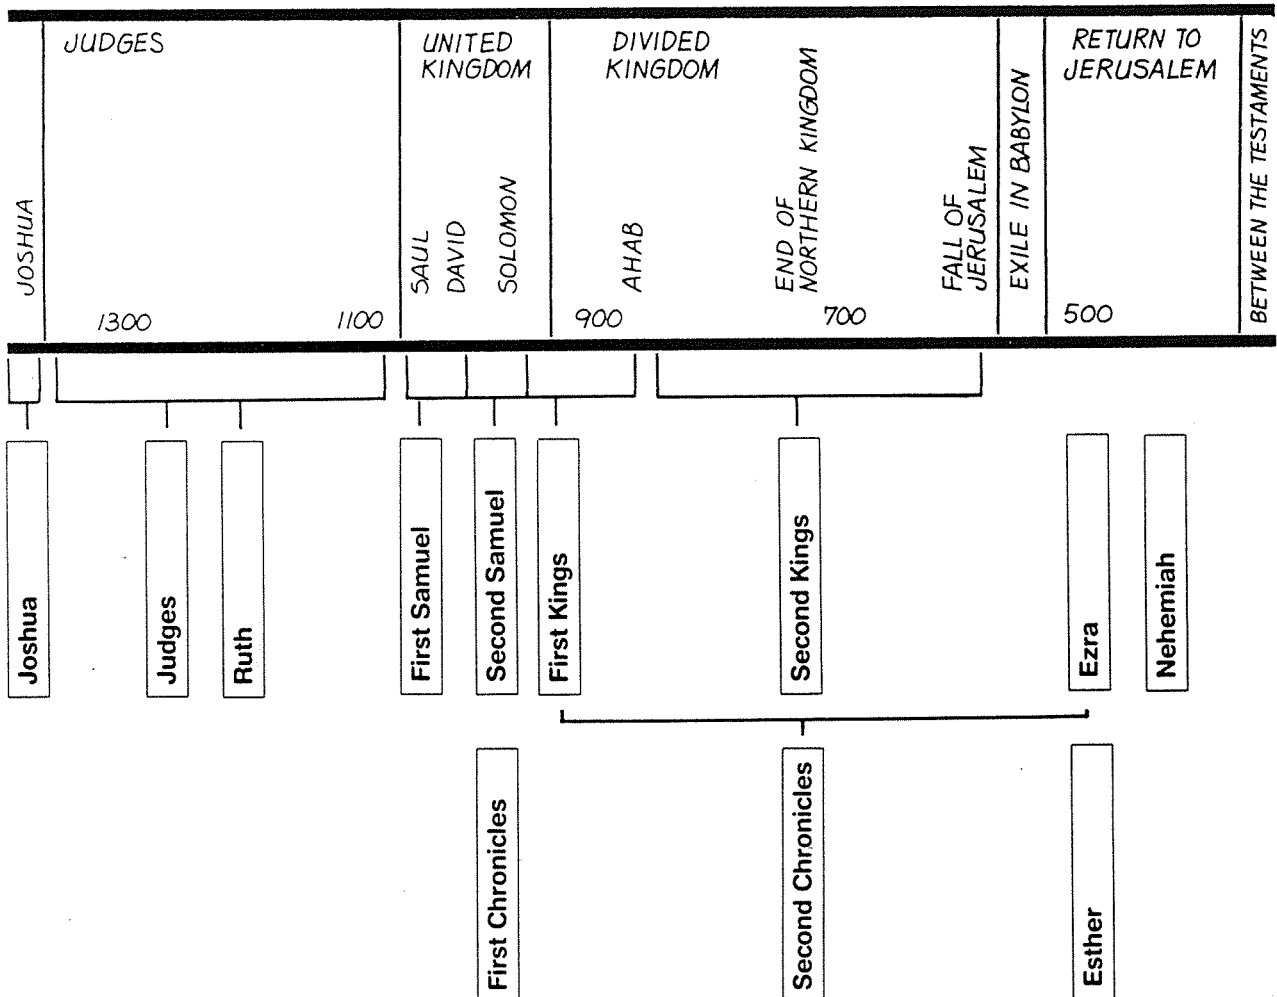 JUDGES
UNITED
KINGDOM
DIVIDED
KINGDOM
RETURN TO
JERUSALEM
JOSHUA
SAUL
DAVID
SOLOMON
AHAB
END OF
NORTHERN KINGDOM
FALL OF
JERUSALEM
EXILE IN BABYLON
BETWEEN THE TESTAMENTS
1300
1100
900
700
500
Joshua
Judges
Ruth
First Samuel
Second Samuel
First Kings
Second Kings
Ezra
Nehemiah
First Chronicles
Second Chronicles
Esther